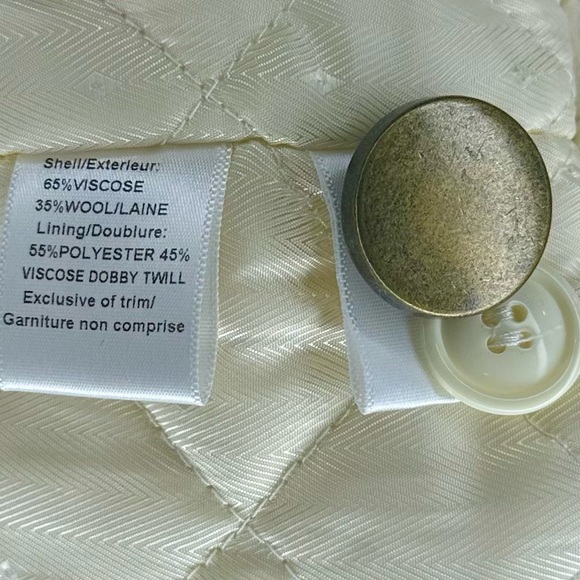 Shell/Exterieur:
65%VISCOSE
35%WOOL/LAINE
Lining/Doublure:
55%POLYESTER 45%
VISCOSE DOBBY TWILL
Exclusive of trim/
Garniture non comprise